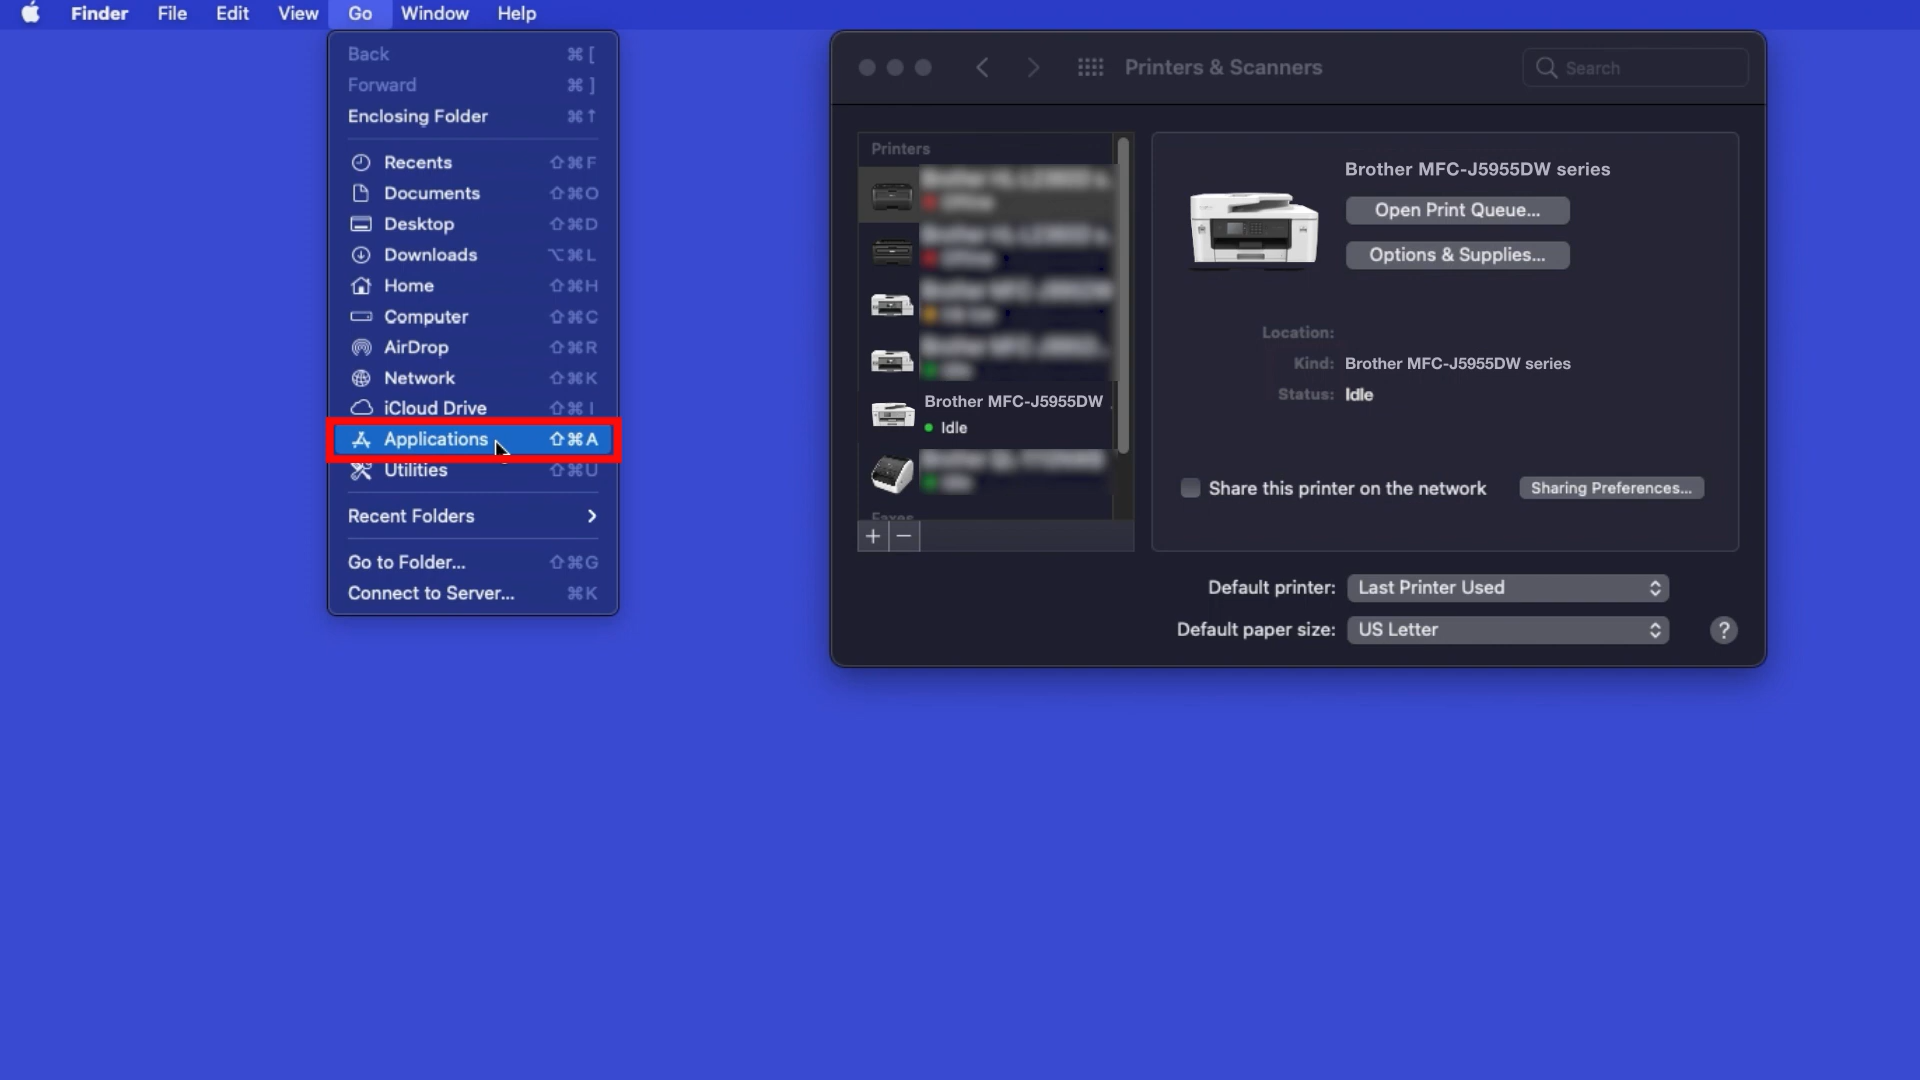 Finder File Edit View Go Window Help
Back ⌘ [
Forward ⌘ ]
Enclosing Folder ⌘↑
Recents ⇧⌘F
Documents ⇧⌘O
Desktop ⇧⌘D
Downloads ⌥⌘L
Home ⇧⌘H
Computer ⇧⌘C
AirDrop ⇧⌘R
Network ⇧⌘K
iCloud Drive ⇧⌘I
Applications ⇧⌘A
Utilities ⇧⌘U
Recent Folders
Go to Folder... ⇧⌘G
Connect to Server... ⌘K
Printers & Scanners
Search
Printers
Brother MFC-J5955DW
Idle
Faxes
+ −
Brother MFC-J5955DW series
Open Print Queue...
Options & Supplies...
Location:
Kind: Brother MFC-J5955DW series
Status: Idle
Share this printer on the network Sharing Preferences...
Default printer: Last Printer Used
Default paper size: US Letter ?